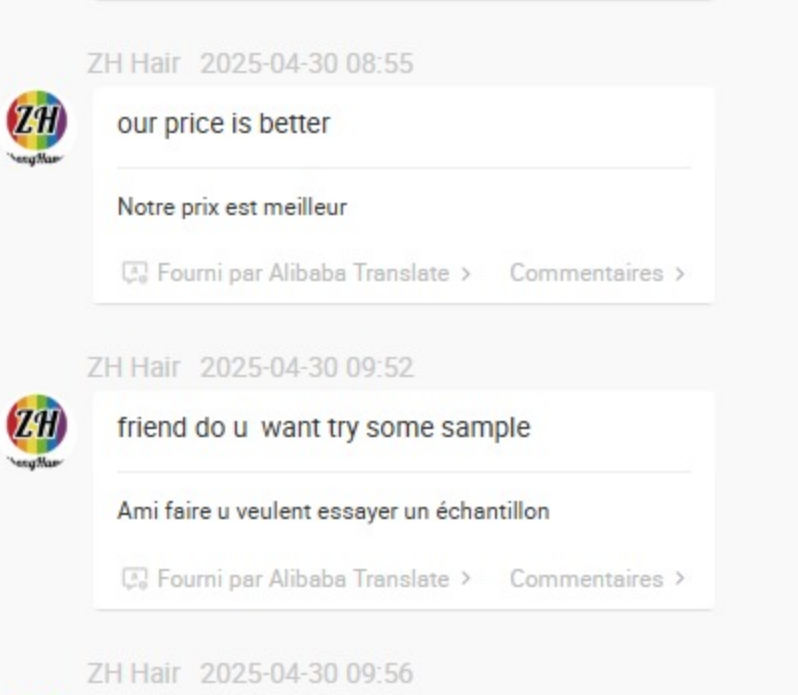 ZH Hair 2025-04-30 08:55
ZH
our price is better
Notre prix est meilleur
Fourni par Alibaba Translate > Commentaires >
ZH Hair 2025-04-30 09:52
ZH
friend do u  want try some sample
Ami faire u veulent essayer un échantillon
Fourni par Alibaba Translate > Commentaires >
ZH Hair 2025-04-30 09:56